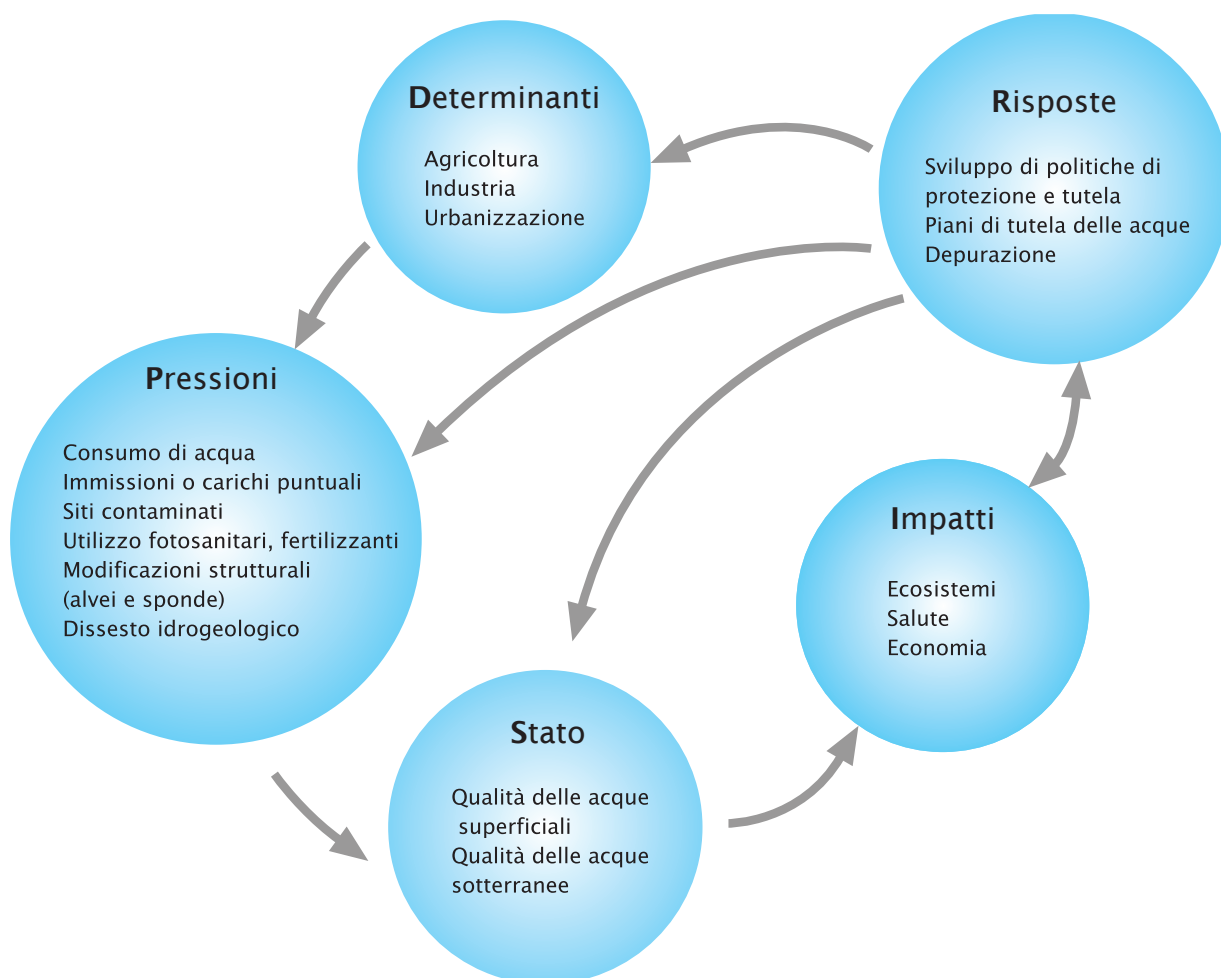 Determinanti
Agricoltura
Industria
Urbanizzazione
Risposte
Sviluppo di politiche di
protezione e tutela
Piani di tutela delle acque
Depurazione
Pressioni
Consumo di acqua
Immissioni o carichi puntuali
Siti contaminati
Utilizzo fotosanitari, fertilizzanti
Modificazioni strutturali
(alvei e sponde)
Dissesto idrogeologico
Impatti
Ecosistemi
Salute
Economia
Stato
Qualità delle acque
superficiali
Qualità delle acque
sotterranee